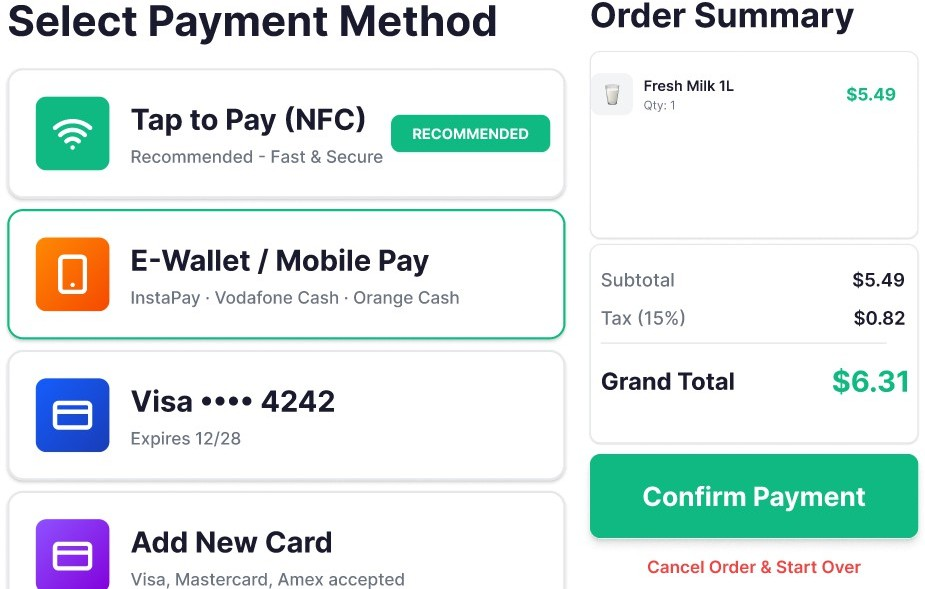 Select Payment Method
Tap to Pay (NFC)
Recommended - Fast & Secure
RECOMMENDED
E-Wallet / Mobile Pay
InstaPay · Vodafone Cash · Orange Cash
Visa •••• 4242
Expires 12/28
Add New Card
Visa, Mastercard, Amex accepted
Order Summary
Fresh Milk 1L
Qty: 1
$5.49
Subtotal $5.49
Tax (15%) $0.82
Grand Total $6.31
Confirm Payment
Cancel Order & Start Over